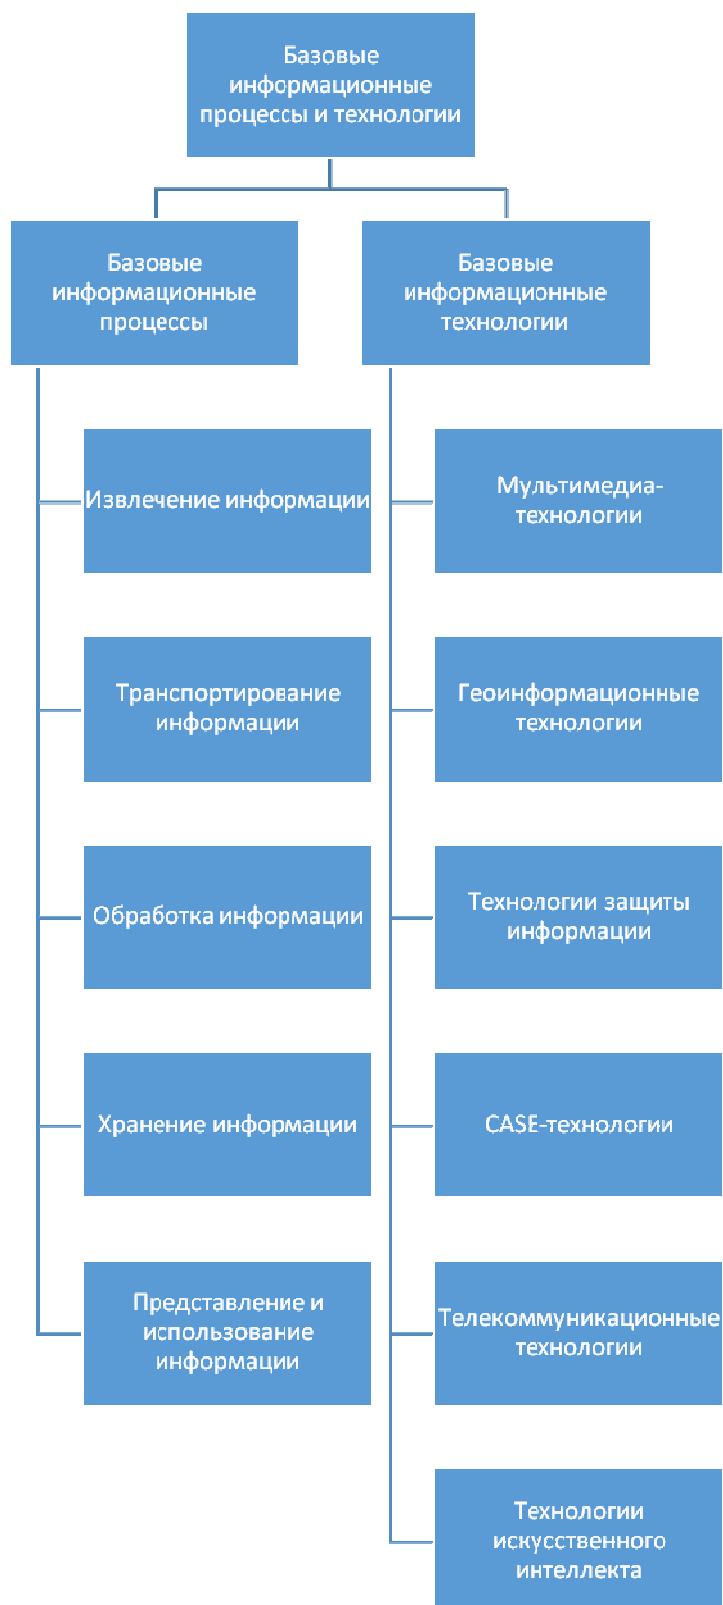 Базовые
информационные
процессы и технологии
Базовые
информационные
процессы
Извлечение информации
Транспортирование
информации
Обработка информации
Хранение информации
Представление и
использование
информации
Базовые
информационные
технологии
Мультимедиа-
технологии
Геоинформационные
технологии
Технологии защиты
информации
CASE-технологии
Телекоммуникационные
технологии
Технологии
искусственного
интеллекта